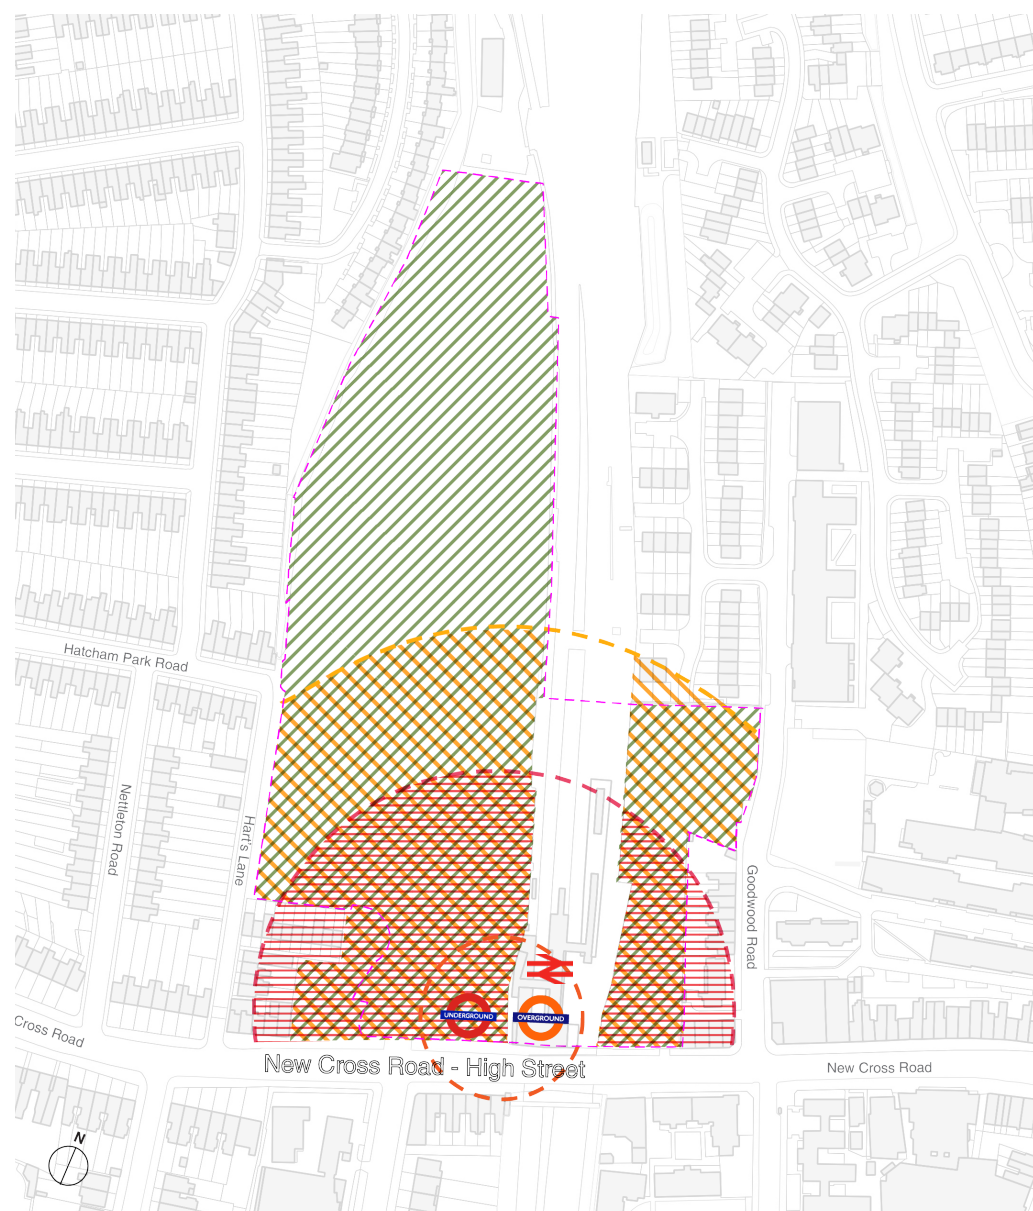 Hatcham Park Road
Nettleton Road
Hart's Lane
Goodwood Road
UNDERGROUND
OVERGROUND
Cross Road
New Cross Road - High Street
New Cross Road
N